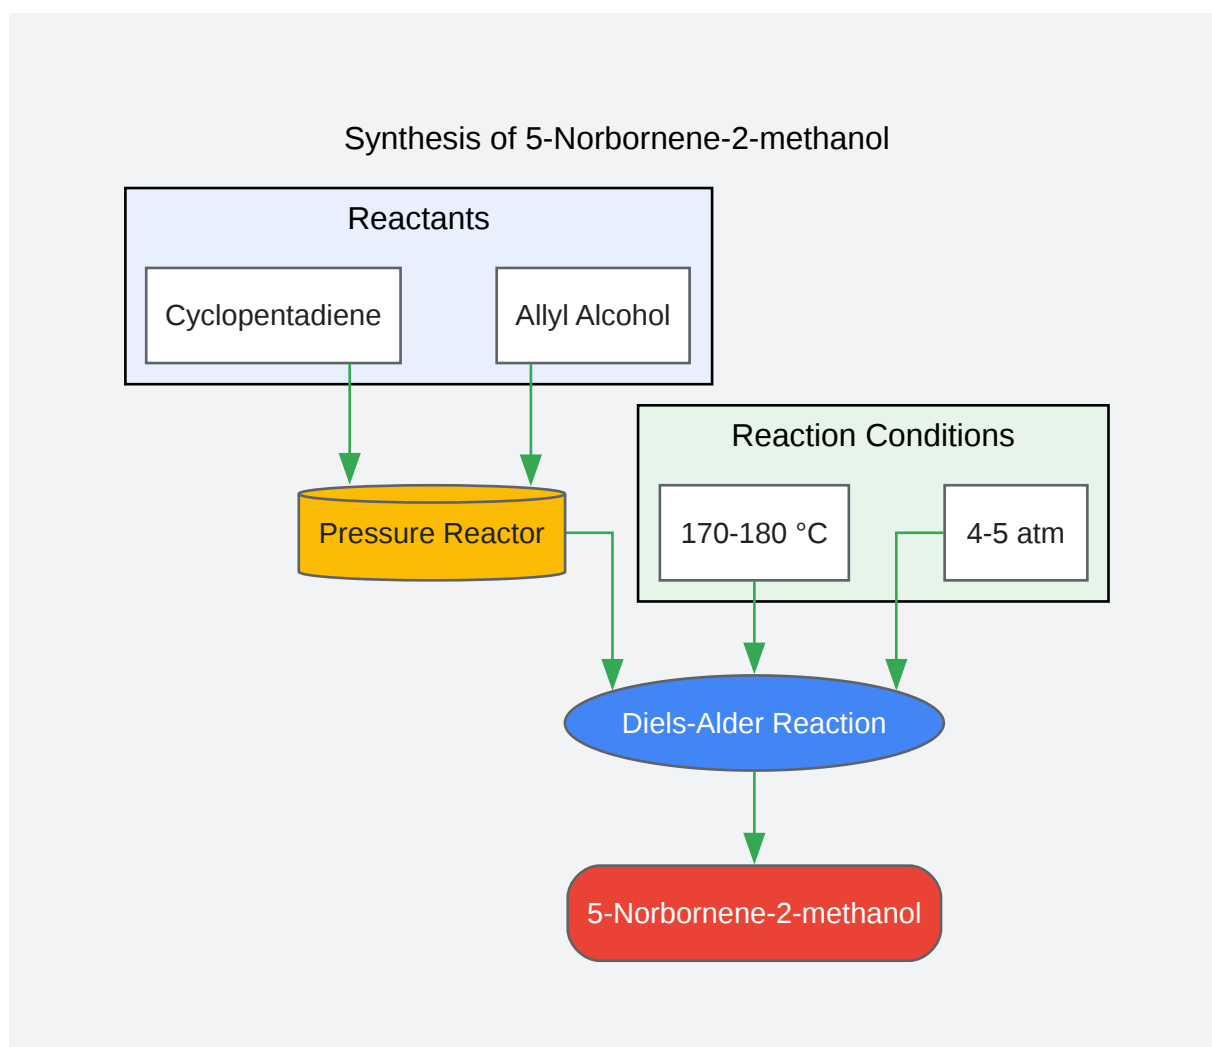 Synthesis of 5-Norbornene-2-methanol
Reactants
Cyclopentadiene
Allyl Alcohol
Reaction Conditions
Pressure Reactor
170-180 °C
4-5 atm
Diels-Alder Reaction
5-Norbornene-2-methanol